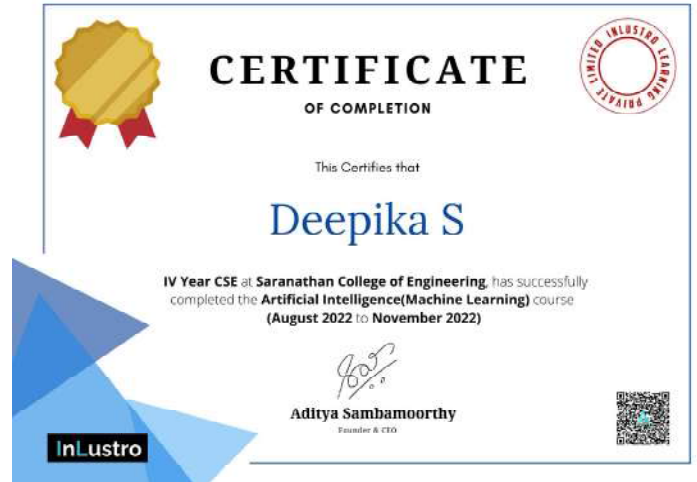 CERTIFICATE
OF COMPLETION
INLUSTRO LEARNING PRIVATE LIMITED
This Certifies that
Deepika S
IV Year CSE at Saranathan College of Engineering, has successfully
completed the Artificial Intelligence(Machine Learning) course
(August 2022 to November 2022)
Aditya Sambamoorthy
Founder & CEO
InLustro